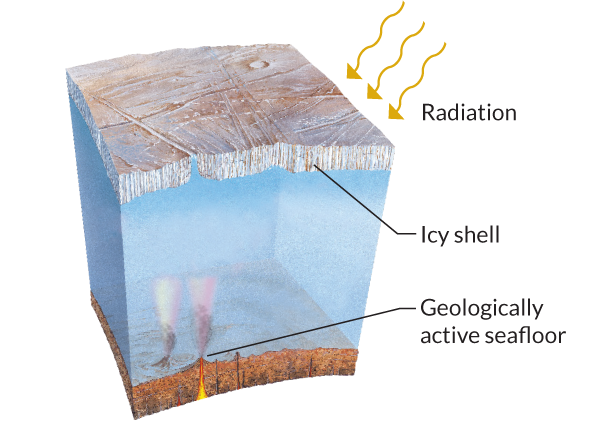 Radiation
Icy shell
Geologically
active seafloor